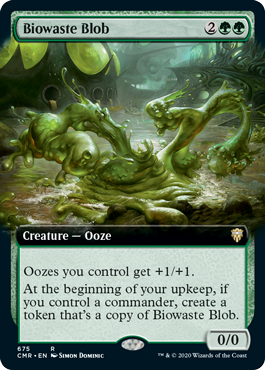 Biowaste Blob 2
Creature — Ooze
Oozes you control get +1/+1.
At the beginning of your upkeep, if
you control a commander, create a
token that's a copy of Biowaste Blob.
0/0
675 R
CMR • EN Simon Dominic ™ & © 2020 Wizards of the Coast